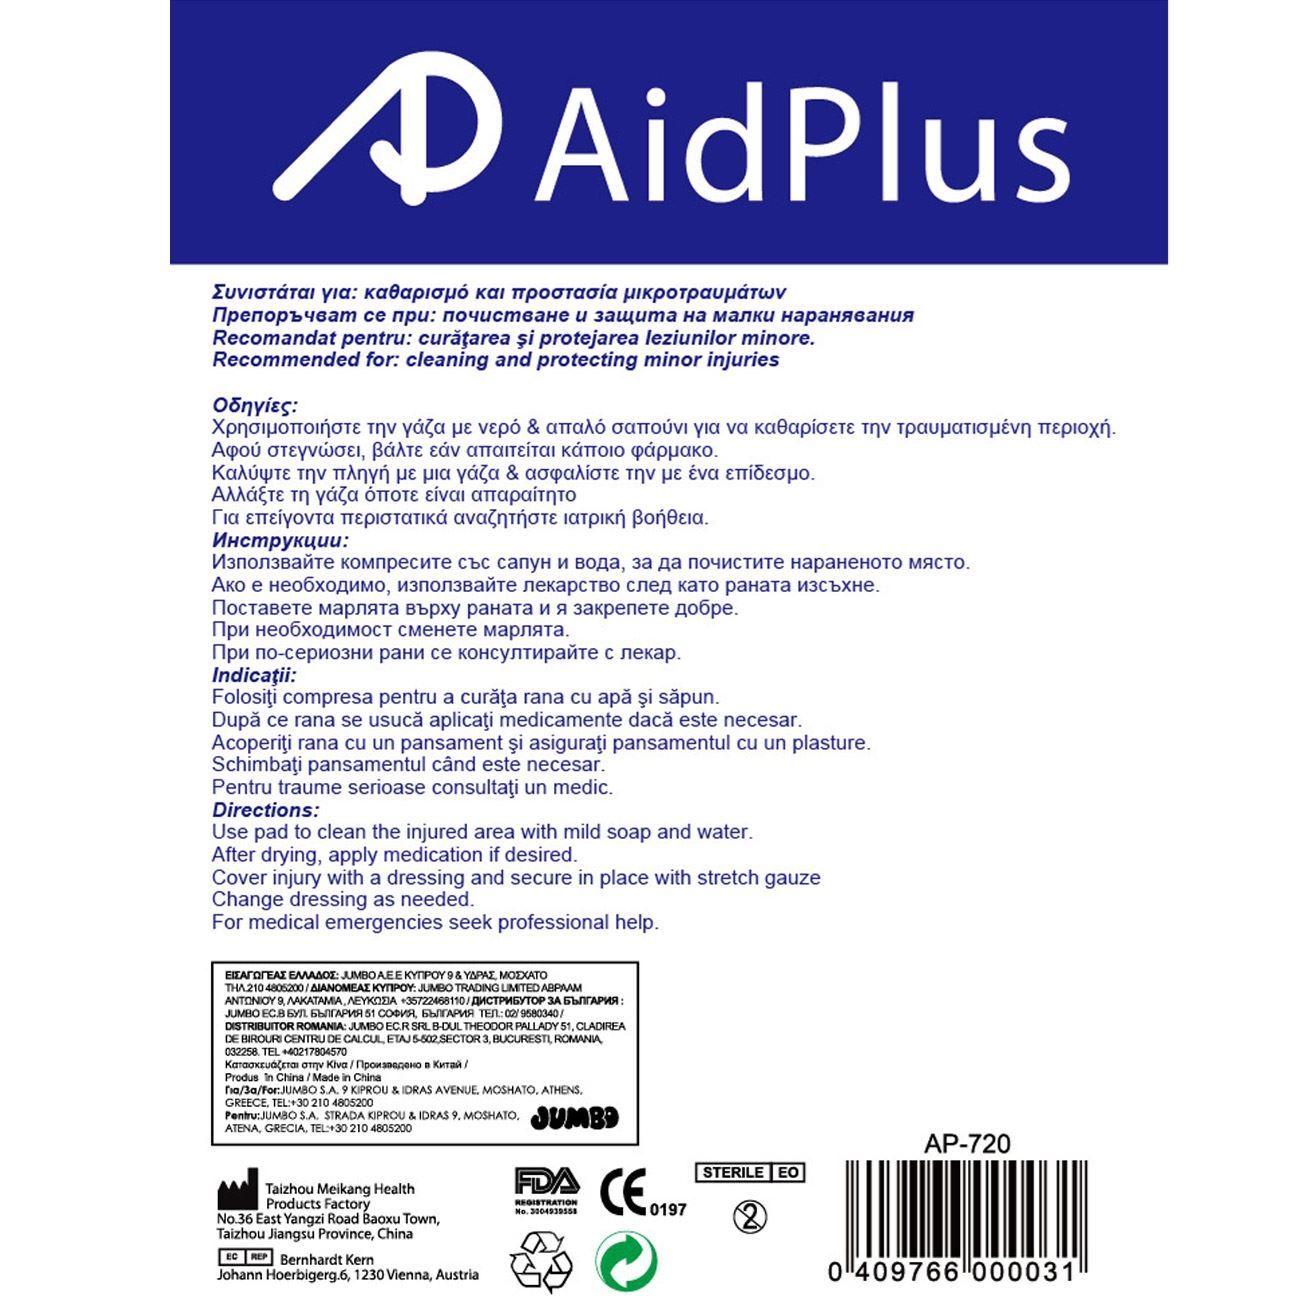 AidPlus
Συνιστάται για: καθαρισμό και προστασία μικροτραυμάτων
Препоръчват се при: почистване и защита на малки наранявания
Recomandat pentru: curăţarea şi protejarea leziunilor minore.
Recommended for: cleaning and protecting minor injuries
Οδηγίες:
Χρησιμοποιήστε την γάζα με νερό & απαλό σαπούνι για να καθαρίσετε την τραυματισμένη περιοχή.
Αφού στεγνώσει, βάλτε εάν απαιτείται κάποιο φάρμακο.
Καλύψτε την πληγή με μια γάζα & ασφαλίστε την με ένα επίδεσμο.
Αλλάξτε τη γάζα όποτε είναι απαραίτητο
Για επείγοντα περιστατικά αναζητήστε ιατρική βοήθεια.
Инструкции:
Използвайте компресите със сапун и вода, за да почистите нараненото място.
Ако е необходимо, използвайте лекарство след като раната изсъхне.
Поставете марлята върху раната и я закрепете добре.
При необходимост сменете марлята.
При по-сериозни рани се консултирайте с лекар.
Indicaţii:
Folosiţi compresa pentru a curăţa rana cu apă şi săpun.
După ce rana se usucă aplicaţi medicamente dacă este necesar.
Acoperiţi rana cu un pansament şi asiguraţi pansamentul cu un plasture.
Schimbaţi pansamentul când este necesar.
Pentru traume serioase consultaţi un medic.
Directions:
Use pad to clean the injured area with mild soap and water.
After drying, apply medication if desired.
Cover injury with a dressing and secure in place with stretch gauze
Change dressing as needed.
For medical emergencies seek professional help.
ΕΙΣΑΓΩΓΕΑΣ ΕΛΛΑΔΟΣ: JUMBO A.E.E ΚΥΠΡΟΥ 9 & ΥΔΡΑΣ, ΜΟΣΧΑΤΟ
ΤΗΛ.210 4805200 / ΔΙΑΝΟΜΕΑΣ ΚΥΠΡΟΥ: JUMBO TRADING LIMITED ΑΒΡΑΑΜ
ΑΝΤΩΝΙΟΥ 9, ΛΑΚΑΤΑΜΙΑ, ΛΕΥΚΩΣΙΑ +35722468110 / ДИСТРИБУТОР ЗА БЪЛГАРИЯ :
JUMBO EC.B БУЛ. БЪЛГАРИЯ 51 СОФИЯ, БЪЛГАРИЯ ТЕЛ.: 02/ 9580340 /
DISTRIBUITOR ROMANIA: JUMBO EC.R SRL B-DUL THEODOR PALLADY 51, CLADIREA
DE BIROURI CENTRU DE CALCUL, ETAJ 5-502,SECTOR 3, BUCURESTI, ROMANIA,
032258. TEL +40217804570
Κατασκευάζεται στην Κίνα / Произведено в Китай /
Produs în China / Made in China
Για/За/For:JUMBO S.A. 9 KIPROU & IDRAS AVENUE, MOSHATO, ATHENS,
GREECE, TEL:+30 210 4805200
Pentru:JUMBO S.A. STRADA KIPROU & IDRAS 9, MOSHATO,
ATENA, GRECIA, TEL:+30 210 4805200
JUMBO
Taizhou Meikang Health
Products Factory
No.36 East Yangzi Road Baoxu Town,
Taizhou Jiangsu Province, China
EC REP Bernhardt Kern
Johann Hoerbigerg.6, 1230 Vienna, Austria
FDA
REGISTRATION
No. 3004939558
CE 0197
STERILE EO
2
AP-720
0 409766 000031